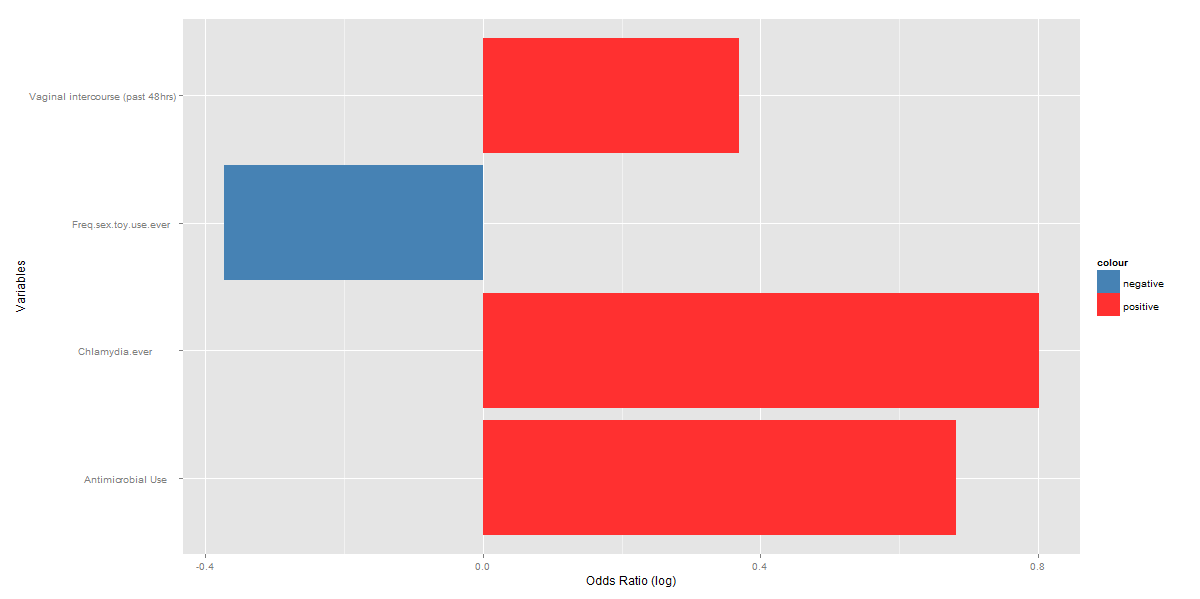 Vaginal intercourse (past 48hrs)
Freq.sex.toy.use.ever
Chlamydia.ever
Antimicrobial Use
Variables
-0.4
0.0
0.4
0.8
Odds Ratio (log)
colour
negative
positive